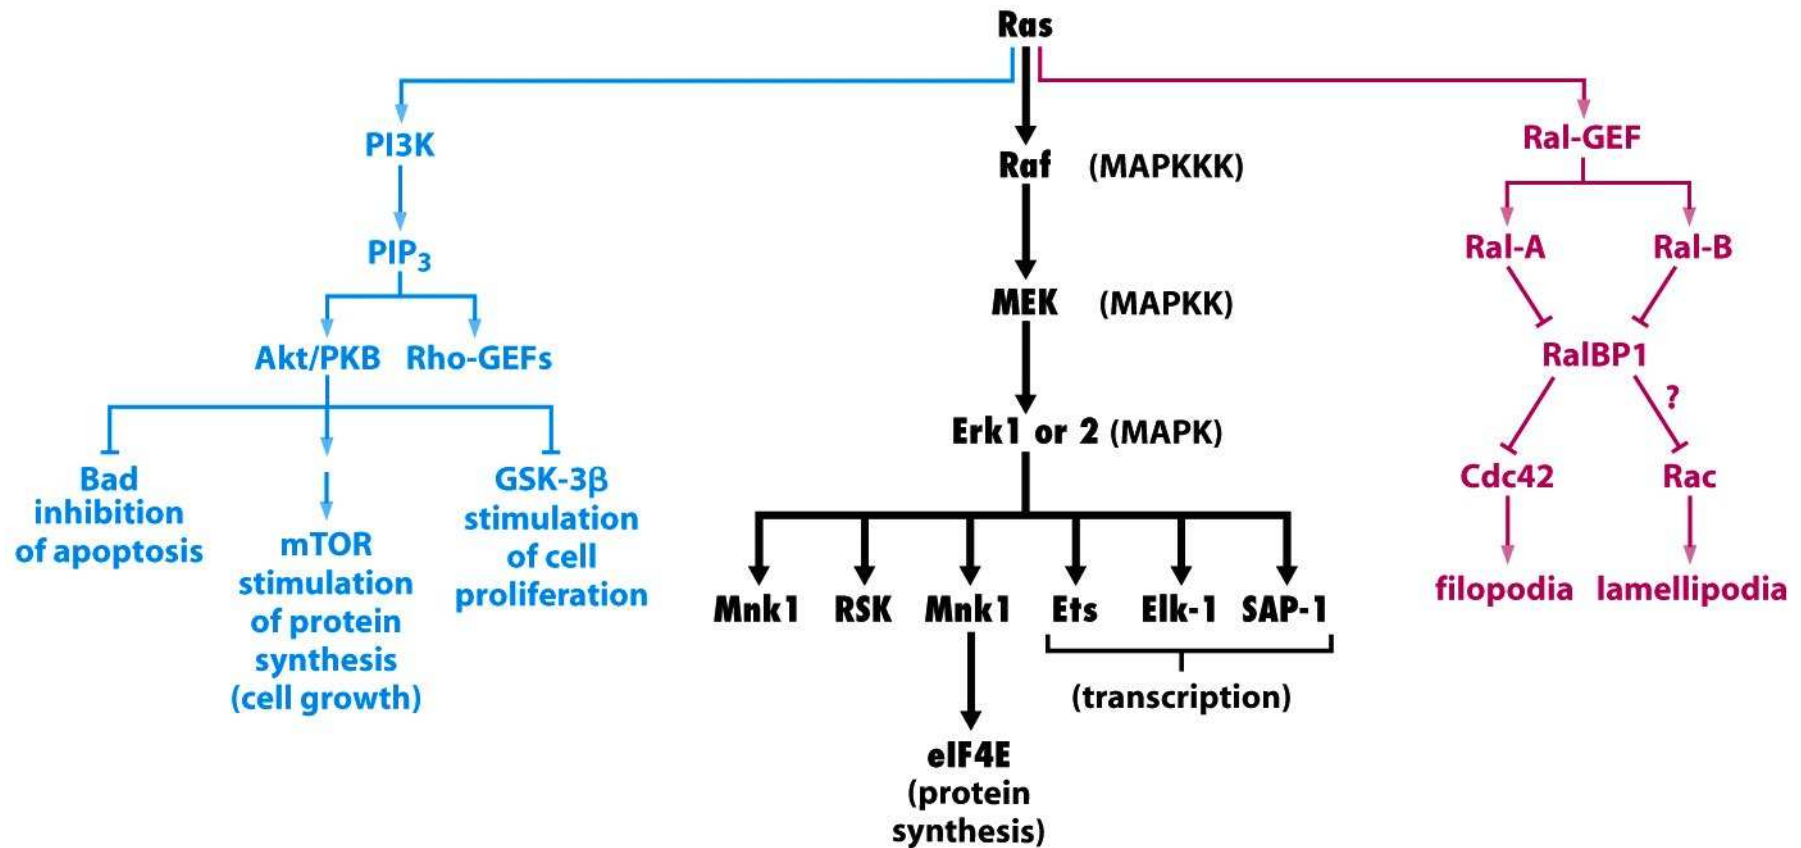 Ras
PI3K
PIP3
Akt/PKB Rho-GEFs
Bad
inhibition
of apoptosis
mTOR
stimulation
of protein
synthesis
(cell growth)
GSK-3β
stimulation
of cell
proliferation
Raf (MAPKKK)
MEK (MAPKK)
Erk1 or 2 (MAPK)
Mnk1 RSK Mnk1 Ets Elk-1 SAP-1
(transcription)
eIF4E
(protein
synthesis)
Ral-GEF
Ral-A Ral-B
RalBP1
?
Cdc42 Rac
filopodia lamellipodia